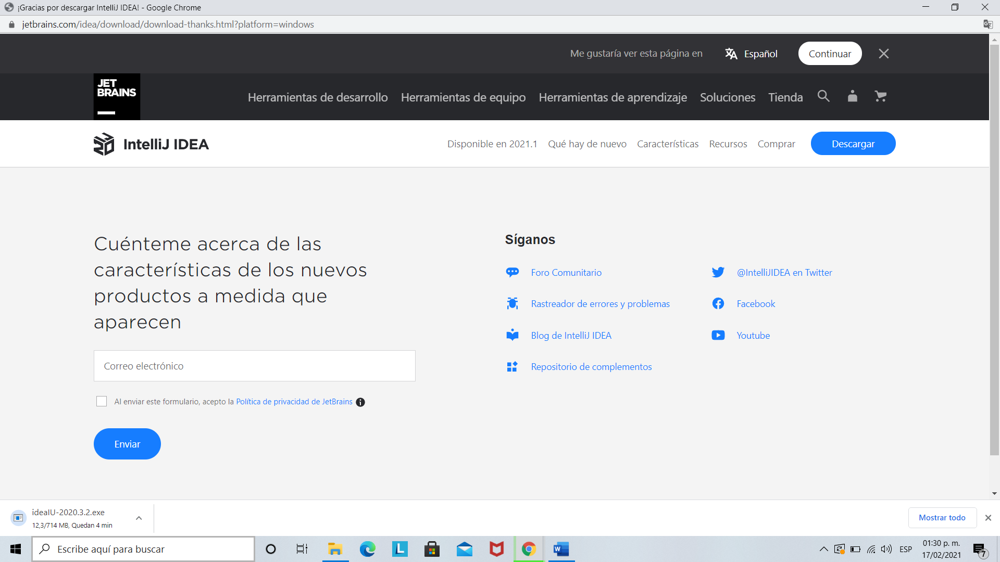 ¡Gracias por descargar IntelliJ IDEA! - Google Chrome
jetbrains.com/idea/download/download-thanks.html?platform=windows
Me gustaría ver esta página en
Español
Continuar
JET
BRAINS
Herramientas de desarrollo
Herramientas de equipo
Herramientas de aprendizaje
Soluciones
Tienda
IntelliJ IDEA
Disponible en 2021.1
Qué hay de nuevo
Características
Recursos
Comprar
Descargar
Cuénteme acerca de las
características de los nuevos
productos a medida que
aparecen
Correo electrónico
Al enviar este formulario, acepto la Política de privacidad de JetBrains
Enviar
Síganos
Foro Comunitario
@IntelliJIDEA en Twitter
Rastreador de errores y problemas
Facebook
Blog de IntelliJ IDEA
Youtube
Repositorio de complementos
ideaIU-2020.3.2.exe
12,3/714 MB, Quedan 4 min
Mostrar todo
Escribe aquí para buscar
L
W
ESP
01:30 p. m.
17/02/2021
7